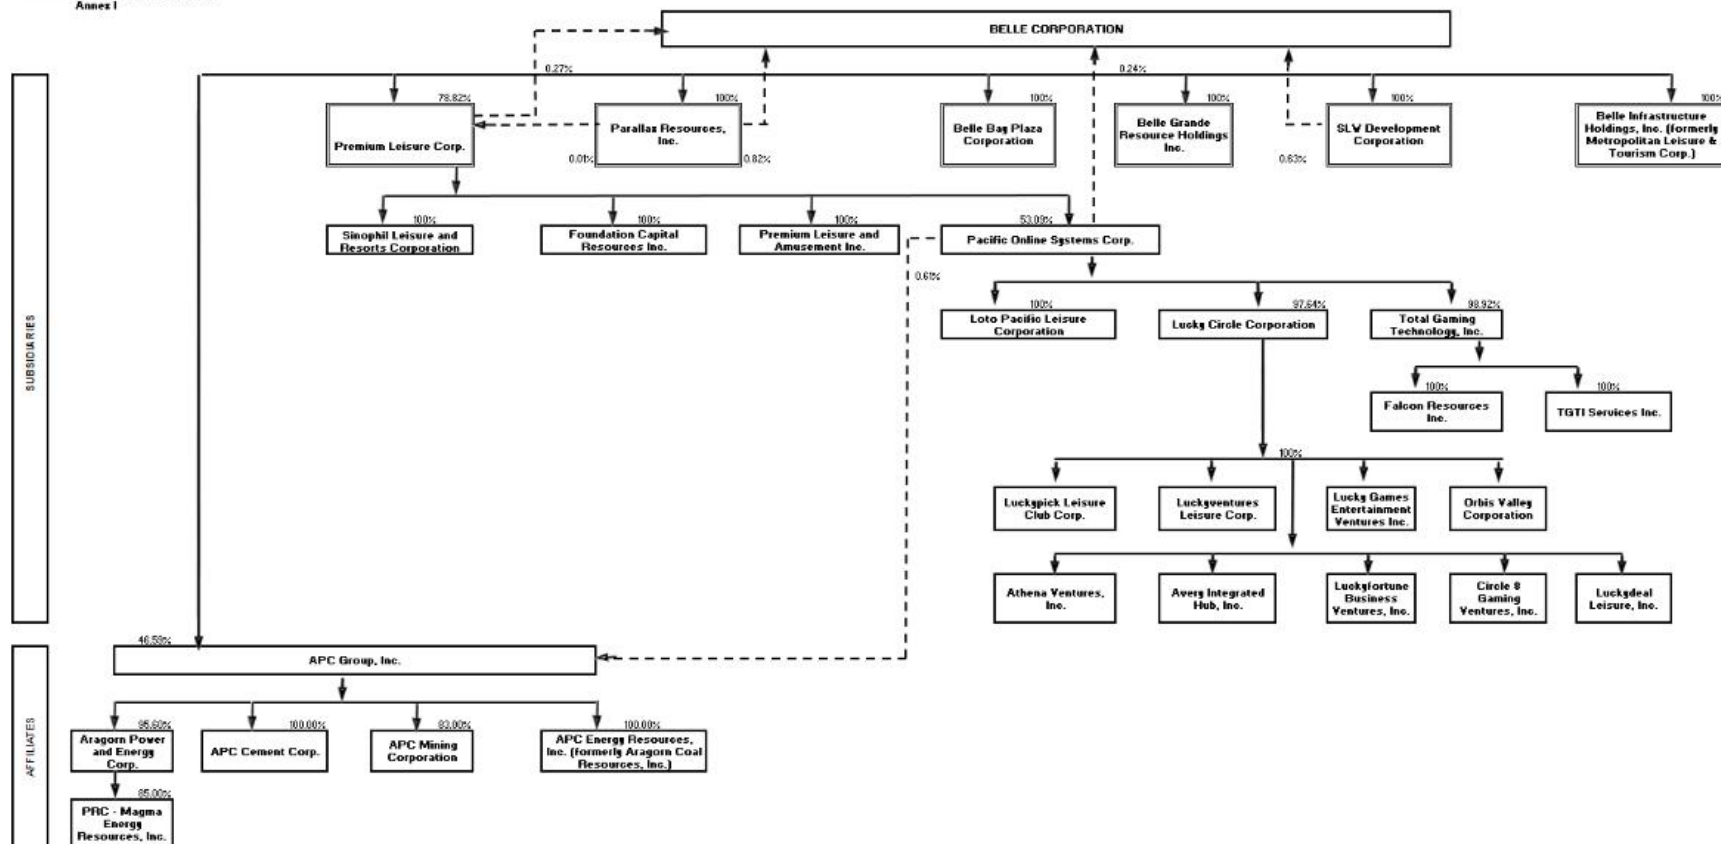 Annex I
BELLE CORPORATION
0.27%
0.24%
78.82%
100%
100%
100%
100%
100%
Premium Leisure Corp.
Parallax Resources,
Inc.
Belle Bay Plaza
Corporation
Belle Grande
Resource Holdings
Inc.
SLW Development
Corporation
Belle Infrastructure
Holdings, Inc. (formerly
Metropolitan Leisure &
Tourism Corp.)
0.01%
0.82%
0.63%
100%
100%
100%
53.09%
Sinophil Leisure and
Resorts Corporation
Foundation Capital
Resources Inc.
Premium Leisure and
Amusement Inc.
Pacific Online Systems Corp.
0.61%
100%
97.64%
98.92%
Loto Pacific Leisure
Corporation
Lucky Circle Corporation
Total Gaming
Technology, Inc.
SUBSIDIARIES
100%
100%
Falcon Resources
Inc.
TGTI Services Inc.
100%
Luckypick Leisure
Club Corp.
Luckyventures
Leisure Corp.
Lucky Games
Entertainment
Ventures Inc.
Orbis Valley
Corporation
Athena Ventures,
Inc.
Avery Integrated
Hub, Inc.
Luckyfortune
Business
Ventures, Inc.
Circle 8
Gaming
Ventures, Inc.
Luckydeal
Leisure, Inc.
46.59%
APC Group, Inc.
AFFILIATES
95.60%
100.00%
83.00%
100.00%
Aragorn Power
and Energy
Corp.
APC Cement Corp.
APC Mining
Corporation
APC Energy Resources,
Inc. (formerly Aragorn Coal
Resources, Inc.)
85.00%
PRC - Magma
Energy
Resources, Inc.